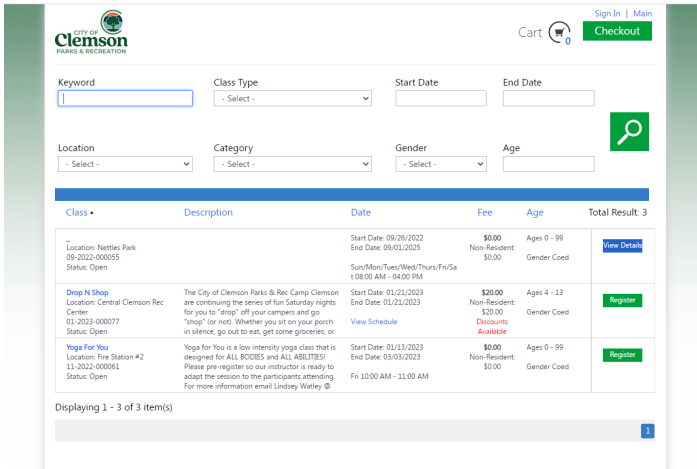 CITY OF
Clemson
PARKS & RECREATION
Sign In | Main
Cart 0 Checkout
Keyword Class Type Start Date End Date
- Select -
Location Category Gender Age
- Select - - Select - - Select -
Class Description Date Fee Age Total Result: 3
_
Location: Nettles Park
09-2022-000055
Status: Open
Start Date: 09/26/2022
End Date: 09/01/2025
Sun/Mon/Tues/Wed/Thurs/Fri/Sa
t 08:00 AM - 04:00 PM
$0.00
Non-Resident:
$0.00
Ages 0 - 99
Gender Coed
View Details
Drop N Shop
Location: Central Clemson Rec
Center
01-2023-000077
Status: Open
The City of Clemson Parks & Rec Camp Clemson
are continuing the series of fun Saturday nights
for you to "drop" off your campers and go
"shop" (or not). Whether you sit on your porch
in silence, go out to eat, get some groceries, or
Start Date: 01/21/2023
End Date: 01/21/2023
View Schedule
$20.00
Non-Resident:
$20.00
Discounts
Available
Ages 4 - 13
Gender Coed
Register
Yoga For You
Location: Fire Station #2
11-2022-000061
Status: Open
Yoga for You is a low intensity yoga class that is
designed for ALL BODIES and ALL ABILITIES!
Please pre-register so our instructor is ready to
adapt the session to the participants attending.
For more information email Lindsey Watley @
Start Date: 01/13/2023
End Date: 03/03/2023
Fri 10:00 AM - 11:00 AM
$0.00
Non-Resident:
$0.00
Ages 0 - 99
Gender Coed
Register
Displaying 1 - 3 of 3 item(s)
1